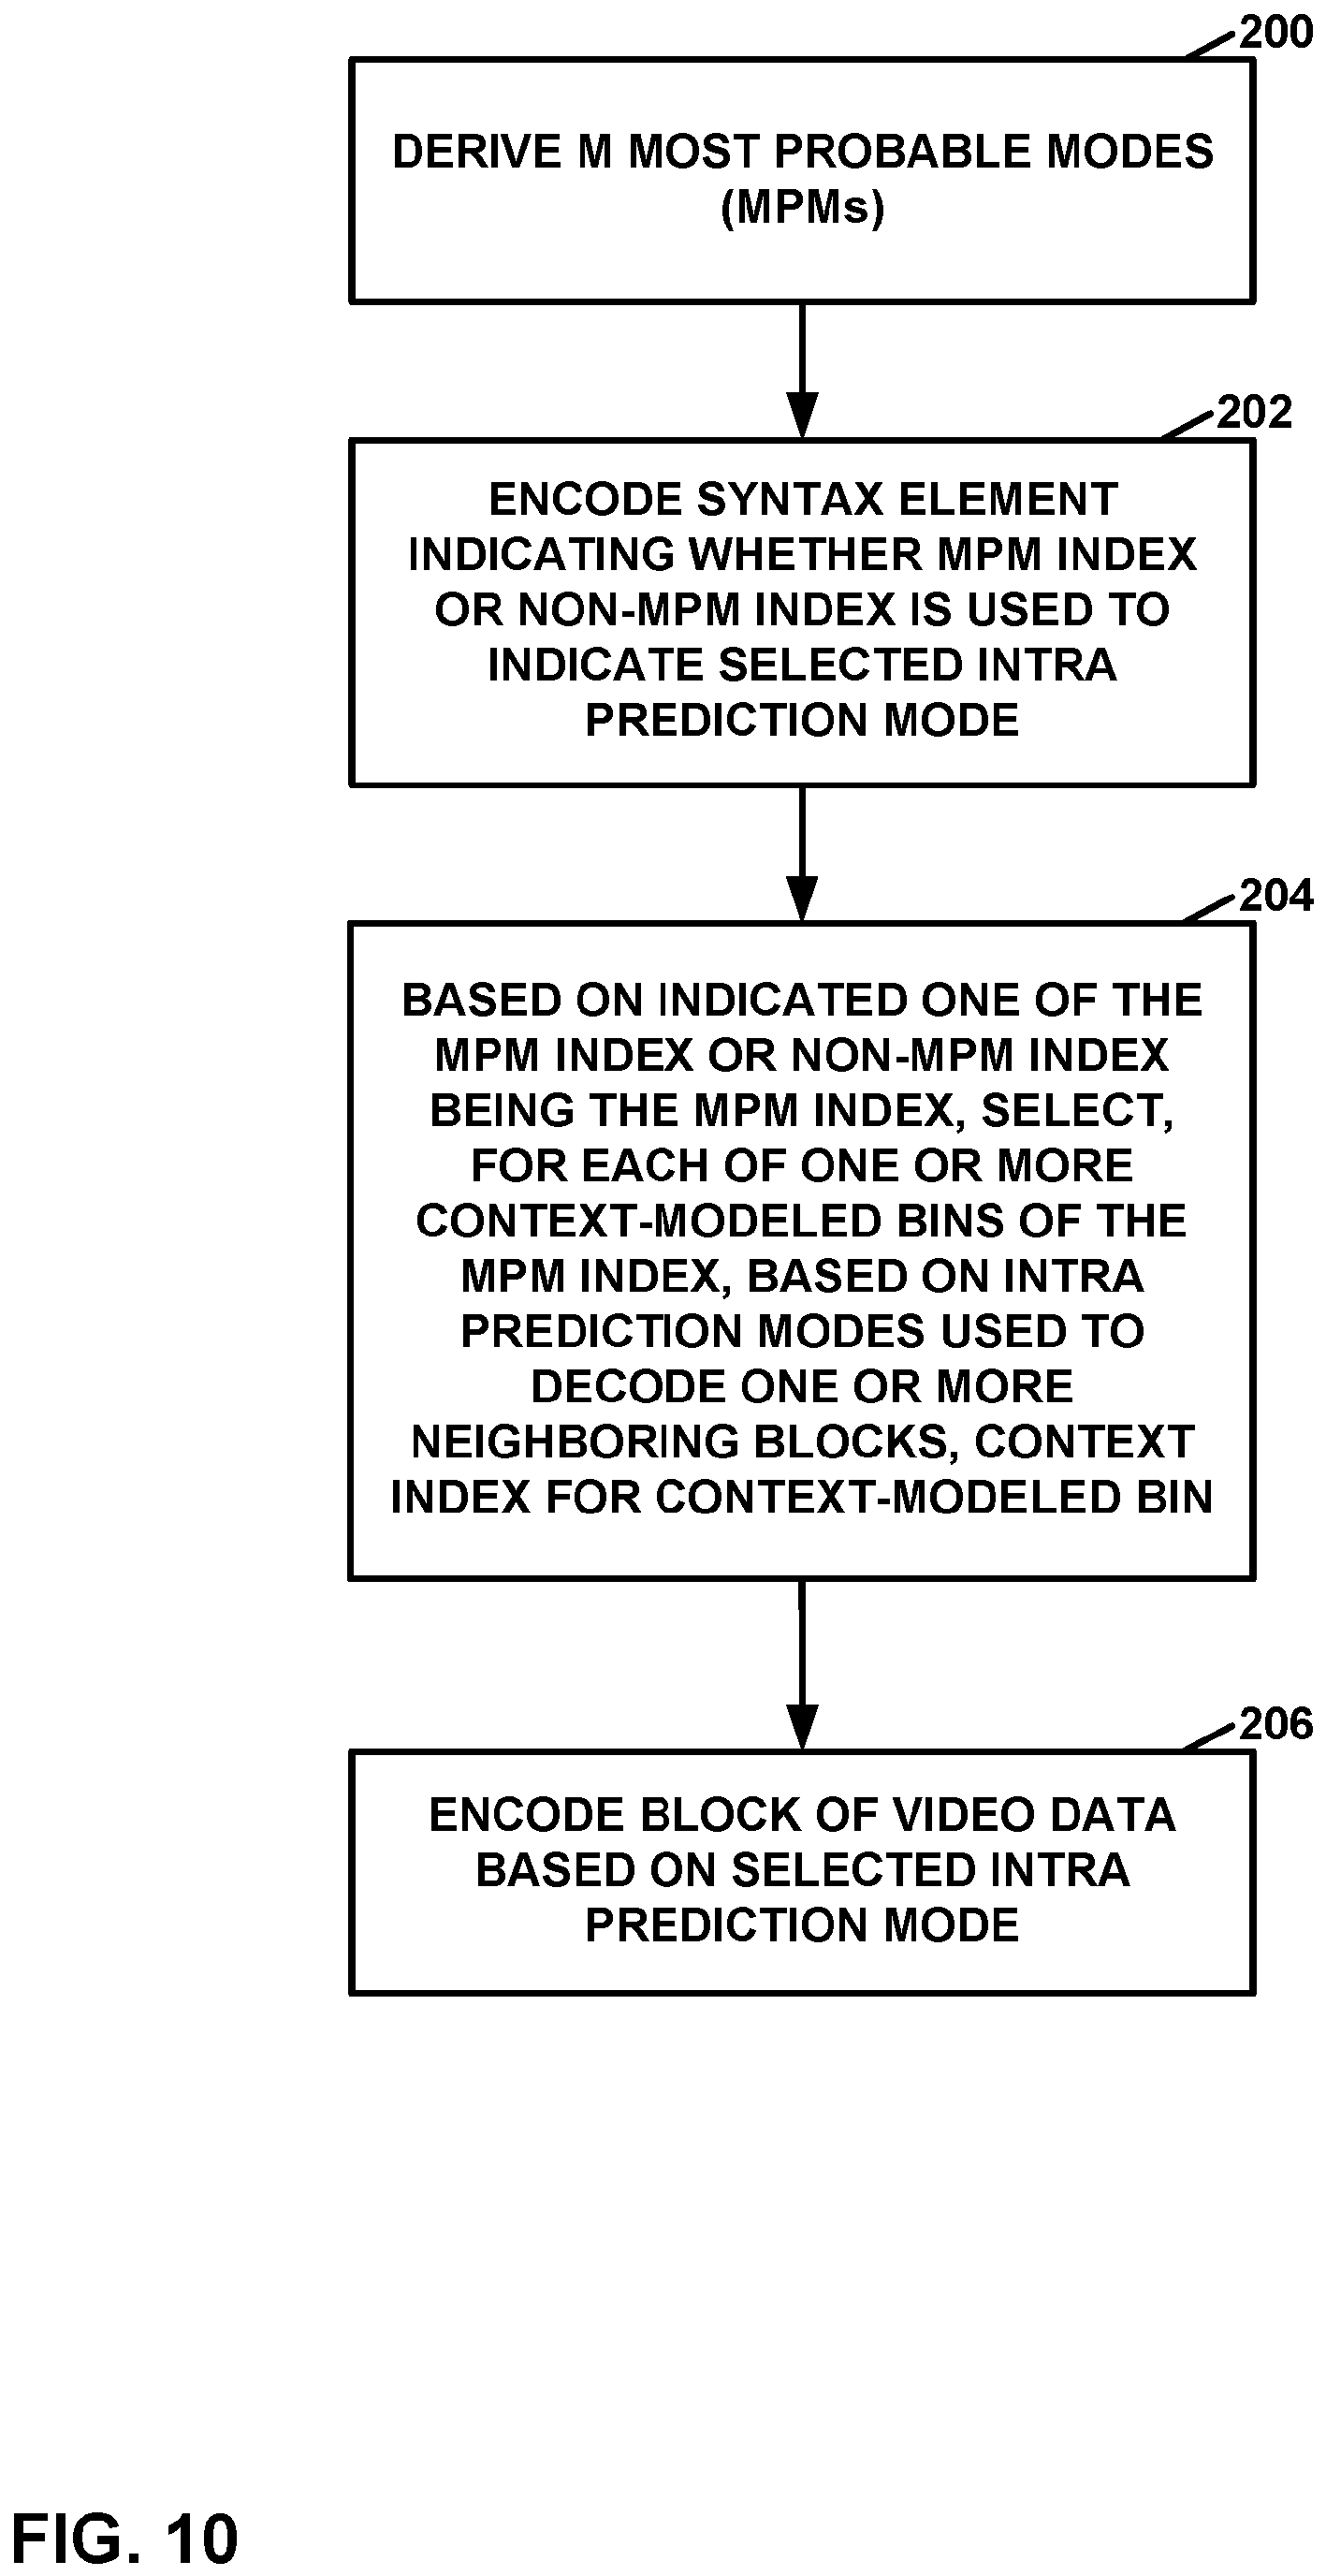 200
DERIVE M MOST PROBABLE MODES
(MPMs)
202
ENCODE SYNTAX ELEMENT
INDICATING WHETHER MPM INDEX
OR NON-MPM INDEX IS USED TO
INDICATE SELECTED INTRA
PREDICTION MODE
204
BASED ON INDICATED ONE OF THE
MPM INDEX OR NON-MPM INDEX
BEING THE MPM INDEX, SELECT,
FOR EACH OF ONE OR MORE
CONTEXT-MODELED BINS OF THE
MPM INDEX, BASED ON INTRA
PREDICTION MODES USED TO
DECODE ONE OR MORE
NEIGHBORING BLOCKS, CONTEXT
INDEX FOR CONTEXT-MODELED BIN
206
ENCODE BLOCK OF VIDEO DATA
BASED ON SELECTED INTRA
PREDICTION MODE
FIG. 10